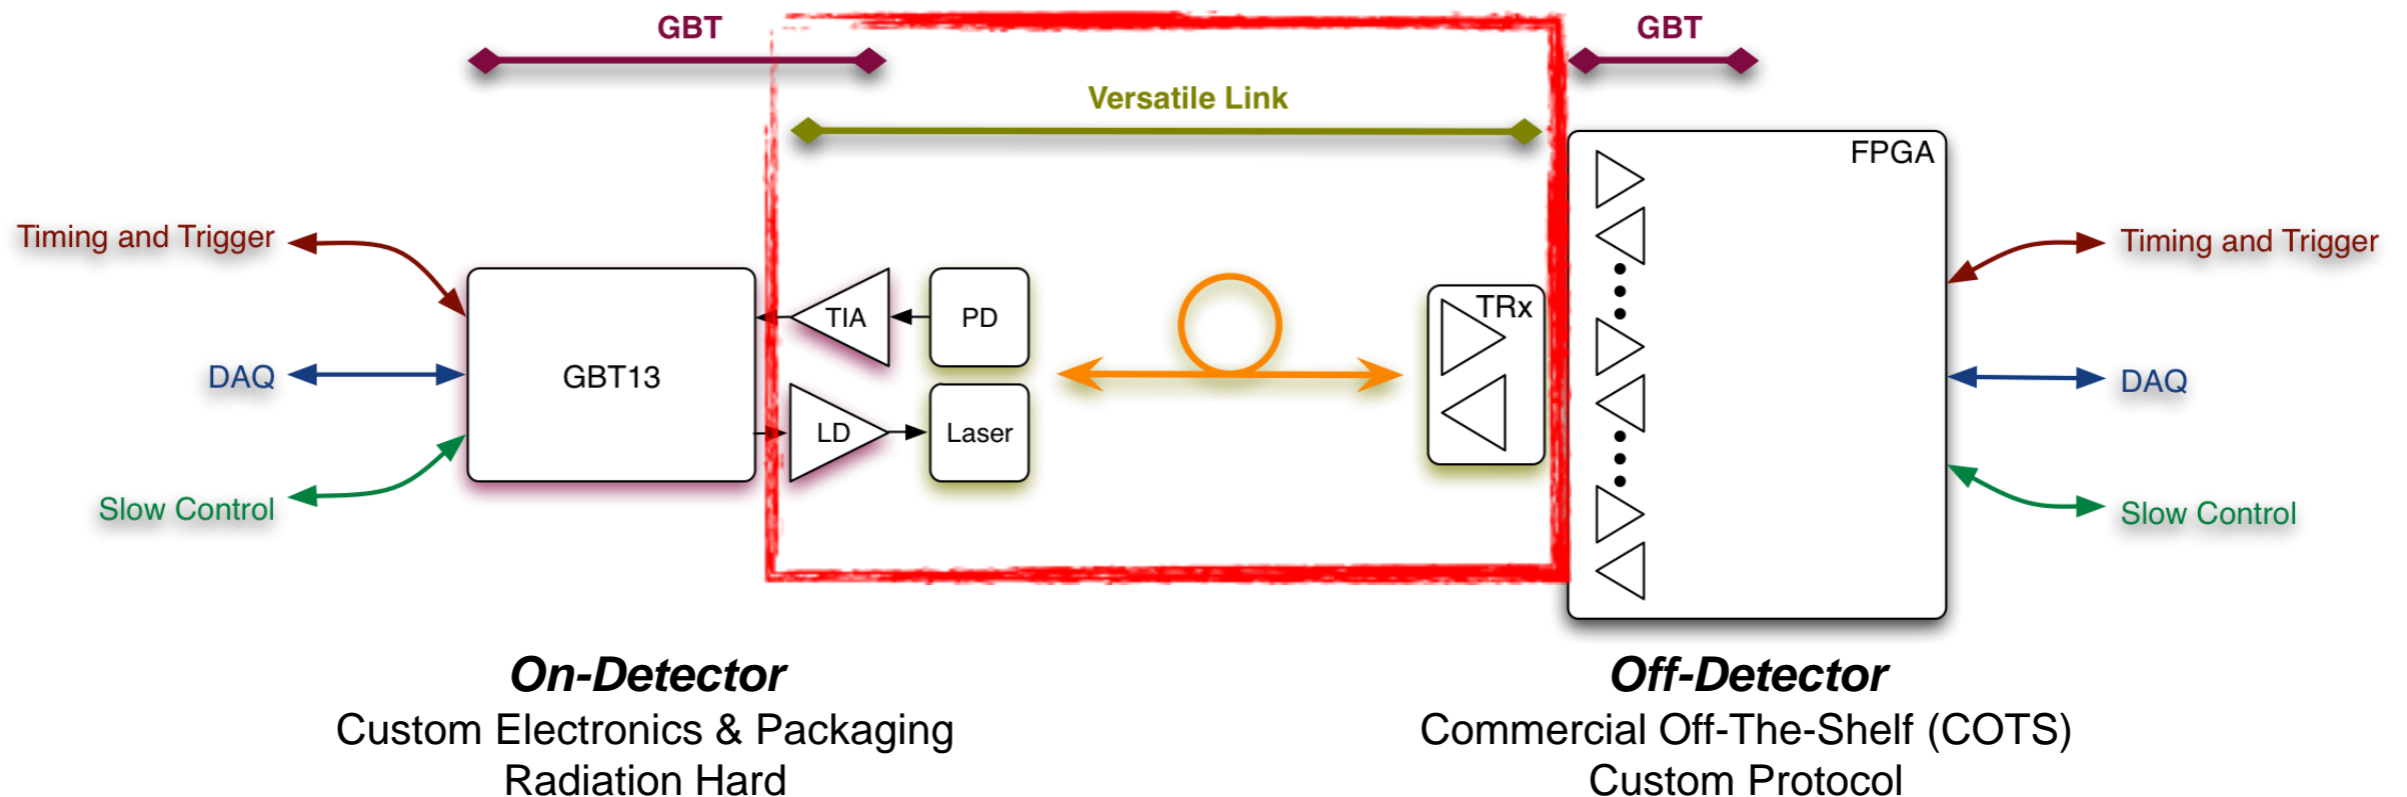 GBT
GBT
Versatile Link
FPGA
Timing and Trigger
Timing and Trigger
TIA
PD
TRx
GBT13
DAQ
DAQ
LD
Laser
Slow Control
Slow Control
On-Detector
Custom Electronics & Packaging
Radiation Hard
Off-Detector
Commercial Off-The-Shelf (COTS)
Custom Protocol